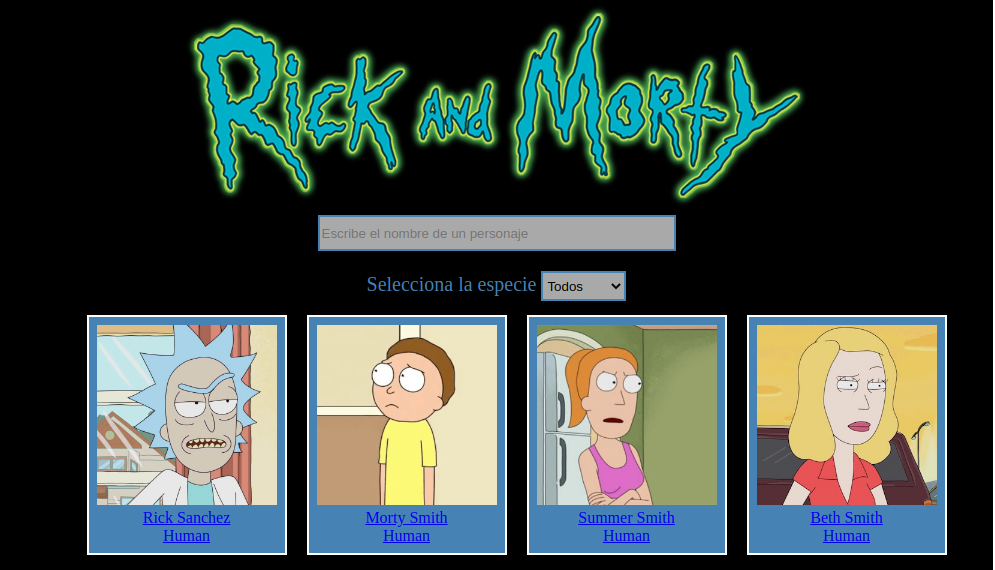 Rick and Morty
Escribe el nombre de un personaje
Selecciona la especie Todos
Rick Sanchez
Human
Morty Smith
Human
Summer Smith
Human
Beth Smith
Human